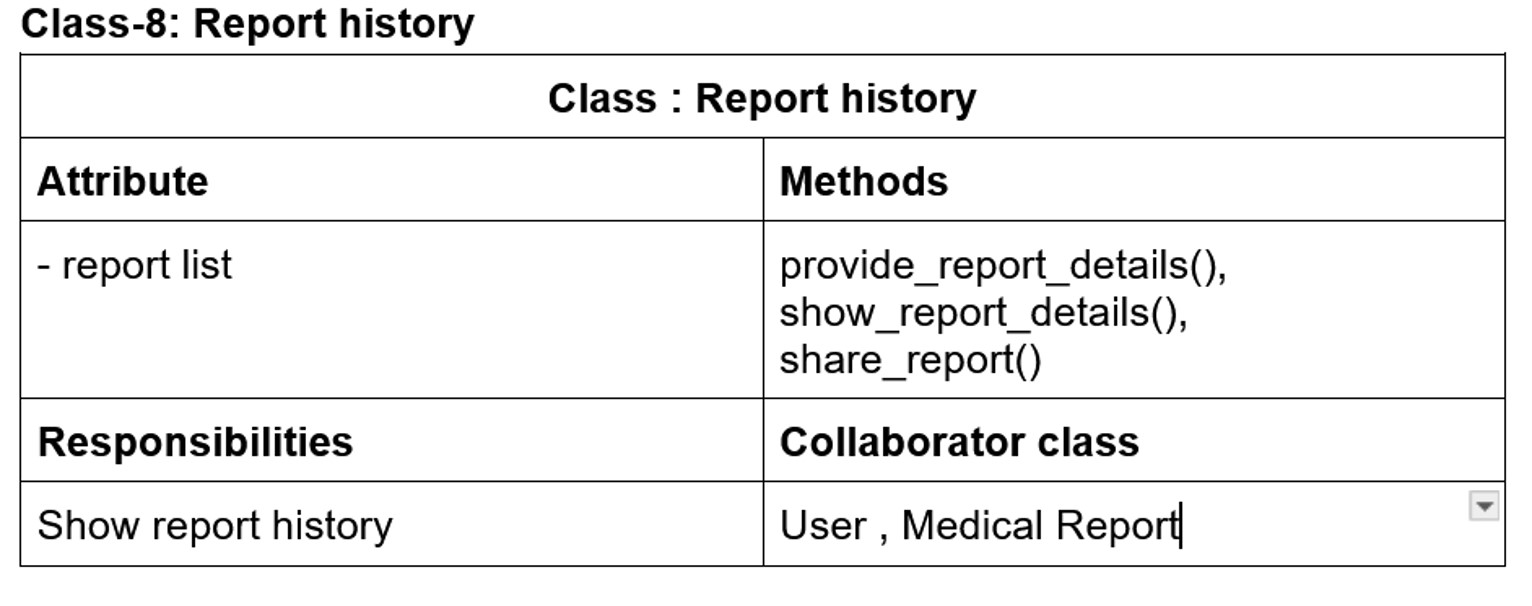 Class-8: Report history
Class : Report history
Attribute
Methods
- report list
provide_report_details(),
show_report_details(),
share_report()
Responsibilities
Collaborator class
Show report history
User , Medical Report